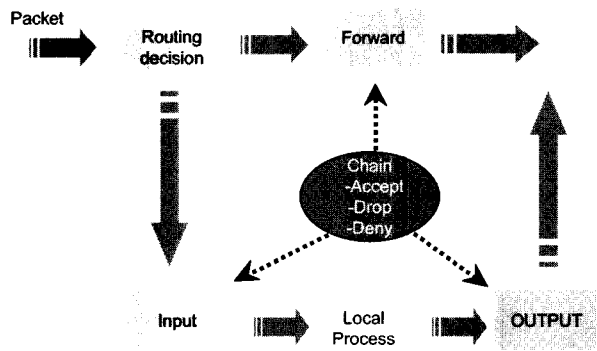 Packet
Routing
decision
Forward
Chain
-Accept
-Drop
-Deny
Input
Local
Process
OUTPUT